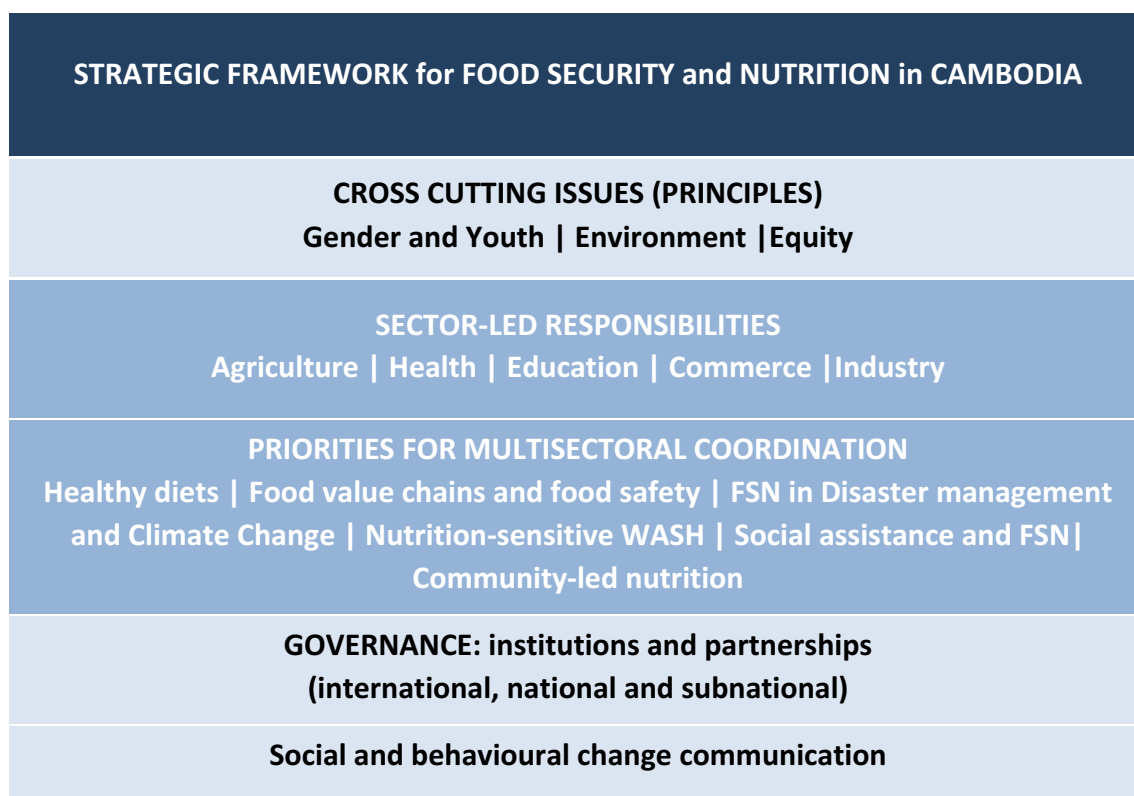 STRATEGIC FRAMEWORK for FOOD SECURITY and NUTRITION in CAMBODIA
CROSS CUTTING ISSUES (PRINCIPLES)
Gender and Youth | Environment |Equity
SECTOR-LED RESPONSIBILITIES
Agriculture | Health | Education | Commerce |Industry
PRIORITIES FOR MULTISECTORAL COORDINATION
Healthy diets | Food value chains and food safety | FSN in Disaster management
and Climate Change | Nutrition-sensitive WASH | Social assistance and FSN|
Community-led nutrition
GOVERNANCE: institutions and partnerships
(international, national and subnational)
Social and behavioural change communication